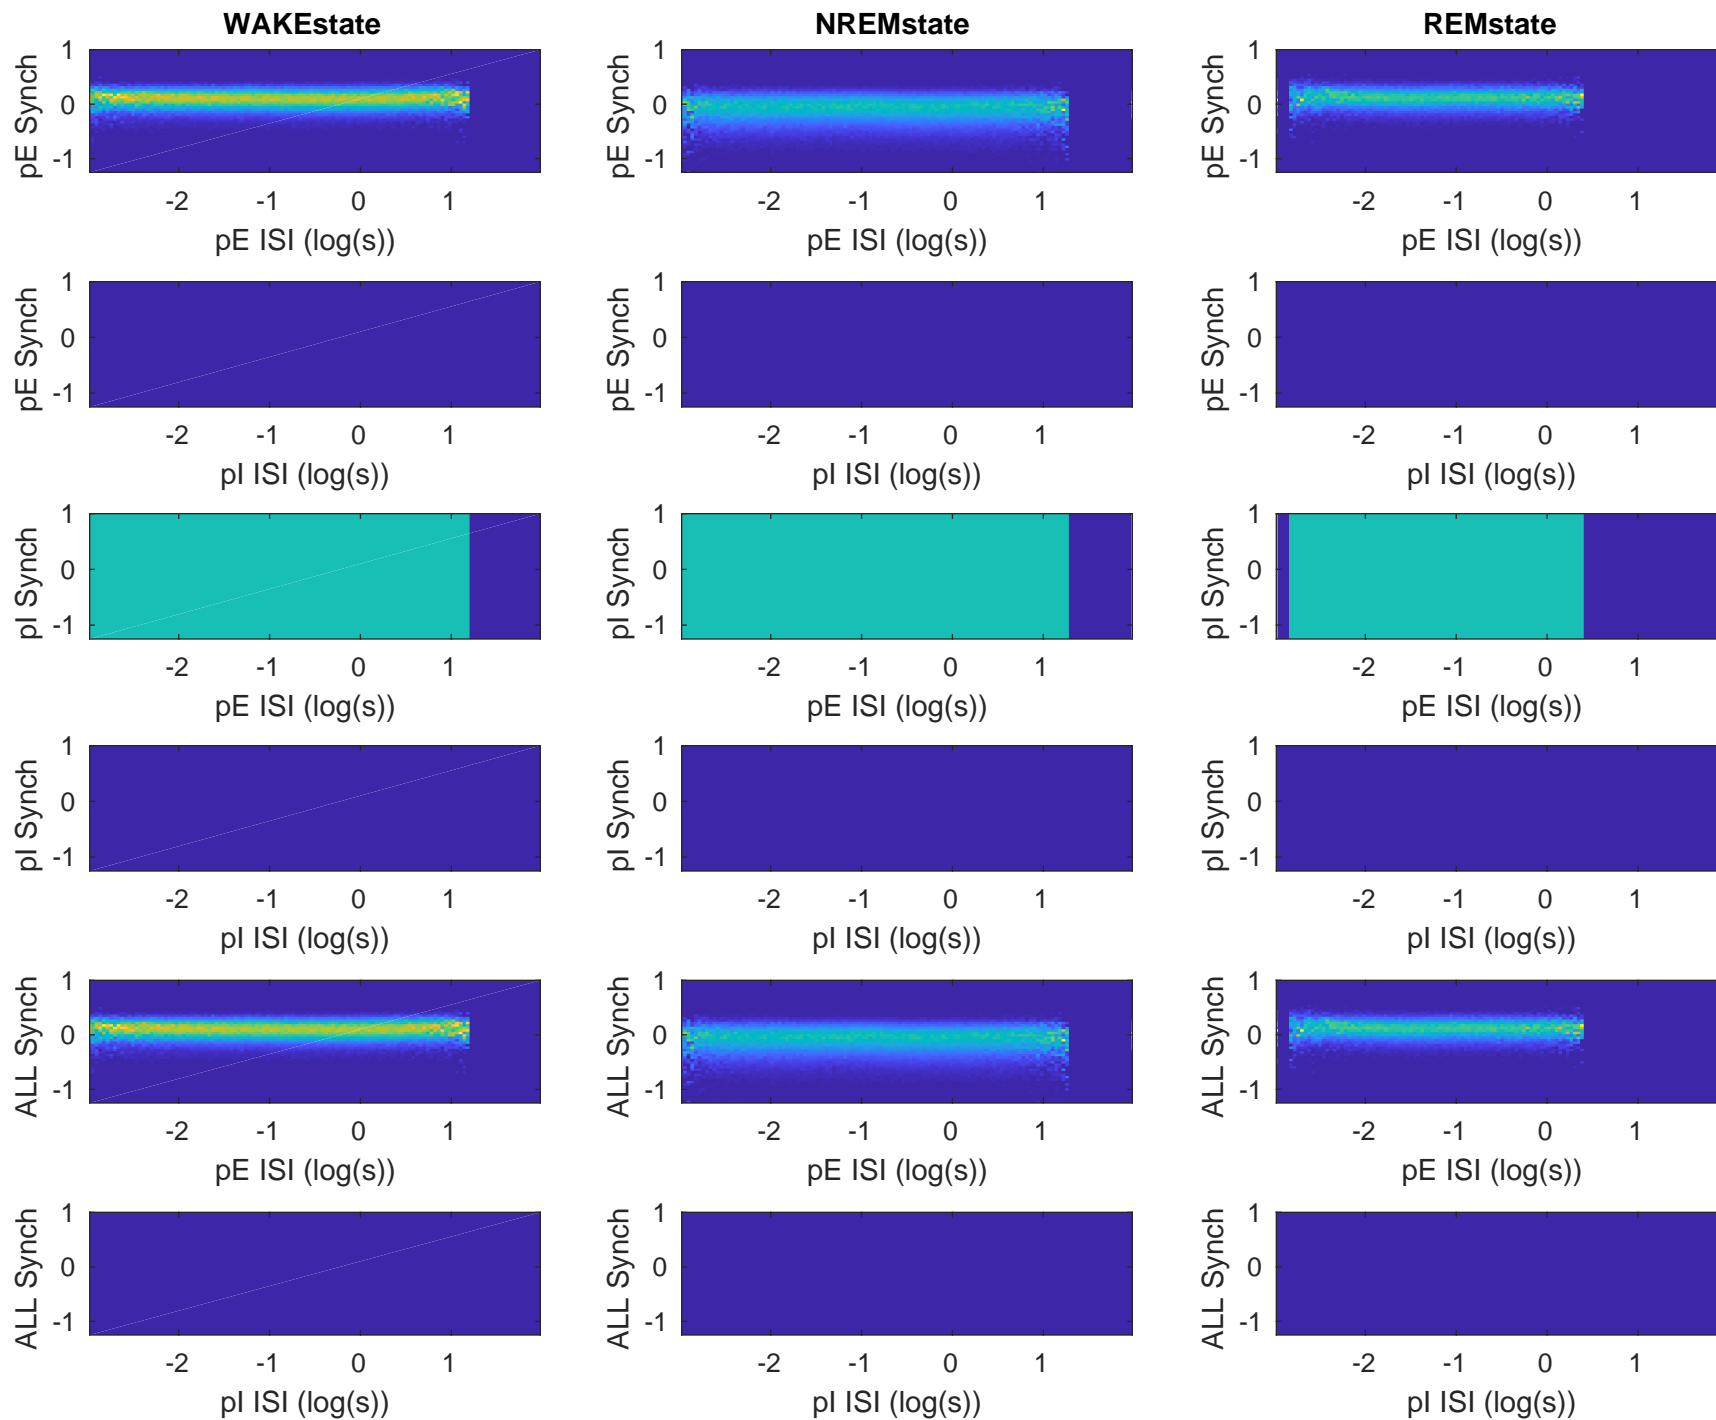 WAKEstate NREMstate REMstate
pE Synch 1 0 -1 pE Synch 1 0 -1 pE Synch 1 0 -1
-2 -1 0 1 -2 -1 0 1 -2 -1 0 1
pE ISI (log(s)) pE ISI (log(s)) pE ISI (log(s))
pE Synch 1 0 -1 pE Synch 1 0 -1 pE Synch 1 0 -1
-2 -1 0 1 -2 -1 0 1 -2 -1 0 1
pI ISI (log(s)) pI ISI (log(s)) pI ISI (log(s))
pI Synch 1 0 -1 pI Synch 1 0 -1 pI Synch 1 0 -1
-2 -1 0 1 -2 -1 0 1 -2 -1 0 1
pE ISI (log(s)) pE ISI (log(s)) pE ISI (log(s))
pI Synch 1 0 -1 pI Synch 1 0 -1 pI Synch 1 0 -1
-2 -1 0 1 -2 -1 0 1 -2 -1 0 1
pI ISI (log(s)) pI ISI (log(s)) pI ISI (log(s))
ALL Synch 1 0 -1 ALL Synch 1 0 -1 ALL Synch 1 0 -1
-2 -1 0 1 -2 -1 0 1 -2 -1 0 1
pE ISI (log(s)) pE ISI (log(s)) pE ISI (log(s))
ALL Synch 1 0 -1 ALL Synch 1 0 -1 ALL Synch 1 0 -1
-2 -1 0 1 -2 -1 0 1 -2 -1 0 1
pI ISI (log(s)) pI ISI (log(s)) pI ISI (log(s))